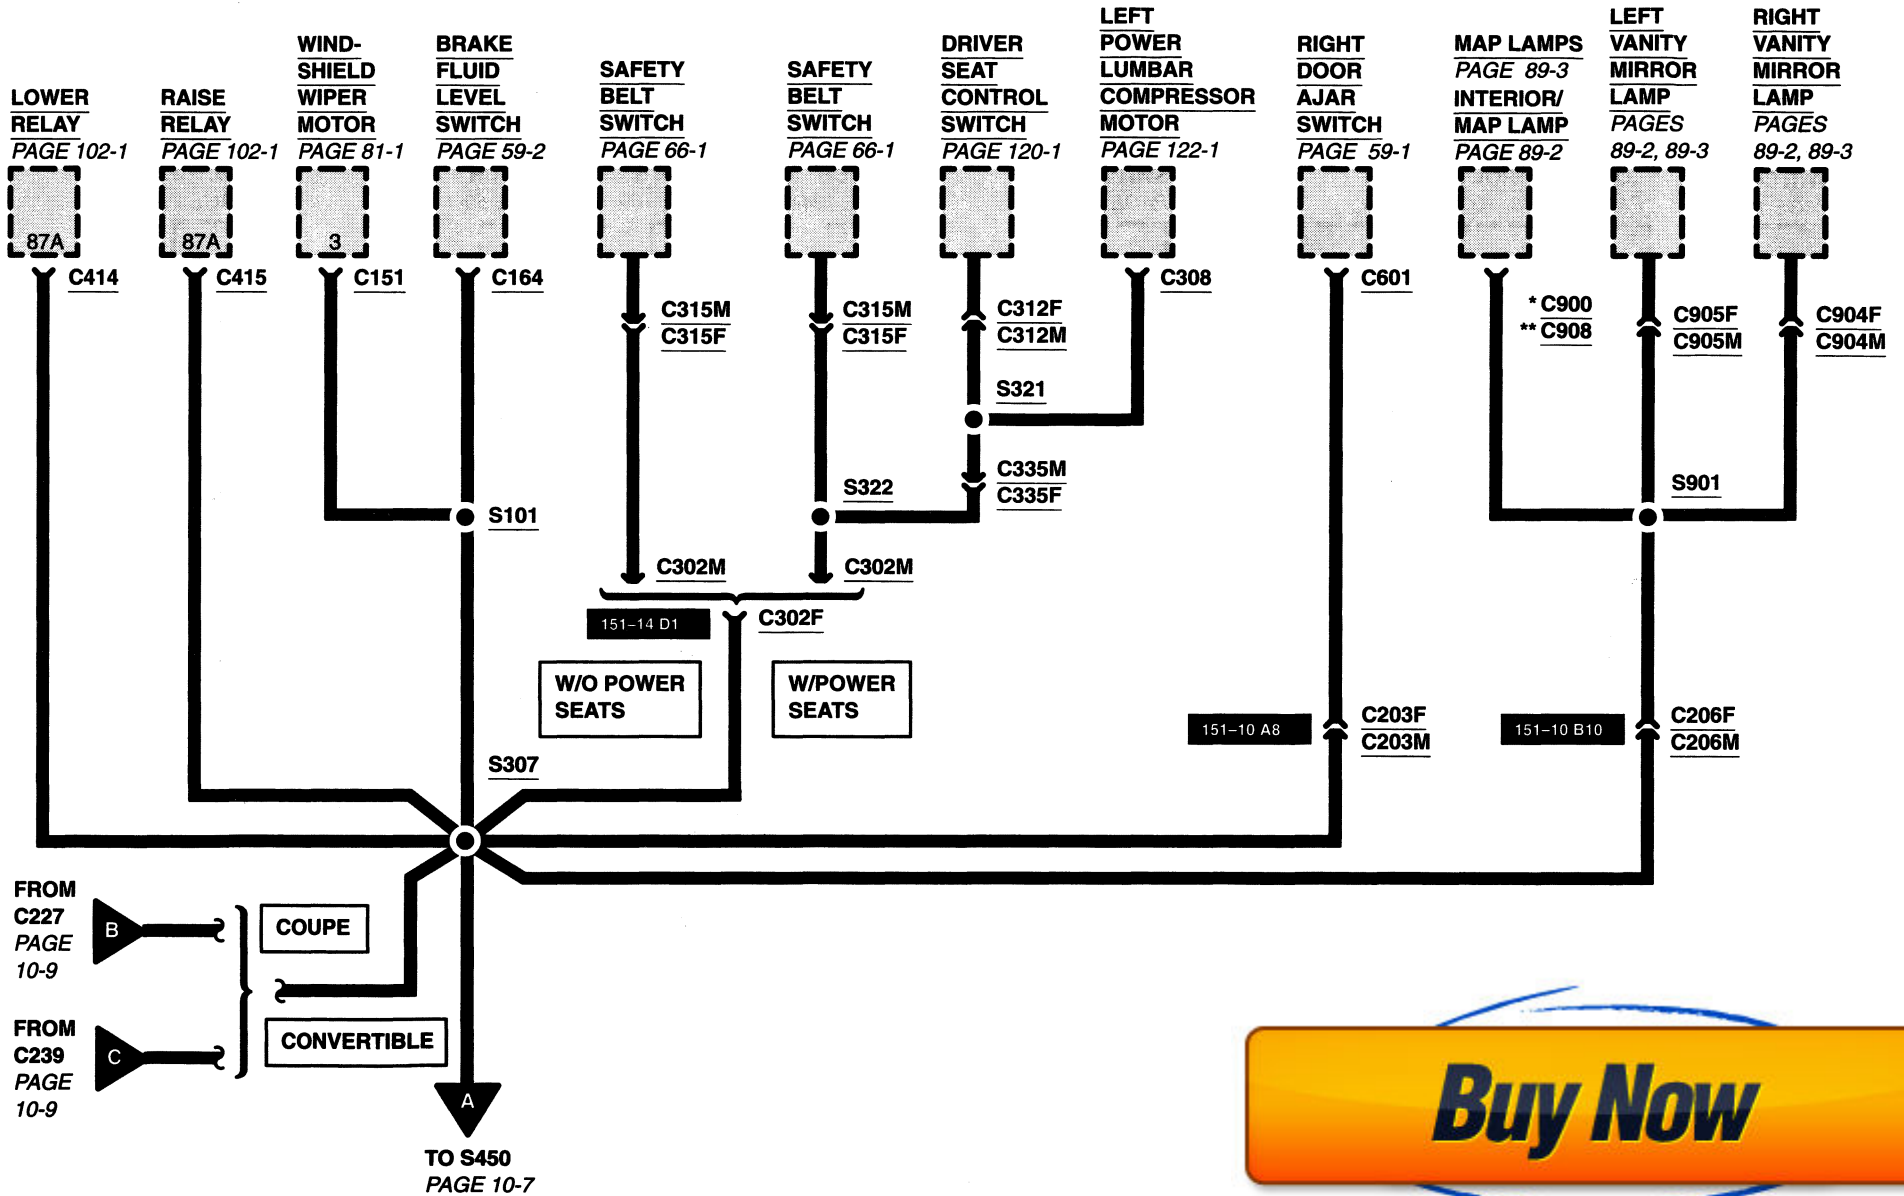 LOWER
RELAY
PAGE 102-1
87A
C414
RAISE
RELAY
PAGE 102-1
87A
C415
WIND-
SHIELD
WIPER
MOTOR
PAGE 81-1
3
C151
BRAKE
FLUID
LEVEL
SWITCH
PAGE 59-2
C164
SAFETY
BELT
SWITCH
PAGE 66-1
C315M
C315F
SAFETY
BELT
SWITCH
PAGE 66-1
C315M
C315F
DRIVER
SEAT
CONTROL
SWITCH
PAGE 120-1
C312F
C312M
LEFT
POWER
LUMBAR
COMPRESSOR
MOTOR
PAGE 122-1
C308
RIGHT
DOOR
AJAR
SWITCH
PAGE 59-1
C601
MAP LAMPS
PAGE 89-3
INTERIOR/
MAP LAMP
PAGE 89-2
* C900
** C908
LEFT
VANITY
MIRROR
LAMP
PAGES
89-2, 89-3
C905F
C905M
RIGHT
VANITY
MIRROR
LAMP
PAGES
89-2, 89-3
C904F
C904M
S321
C335M
C335F
S322
S901
S101
C302M
C302M
151-14 D1
C302F
W/O POWER
SEATS
W/POWER
SEATS
151-10 A8
C203F
C203M
151-10 B10
C206F
C206M
S307
FROM
C227
PAGE
10-9
B
COUPE
FROM
C239
PAGE
10-9
C
CONVERTIBLE
A
TO S450
PAGE 10-7
Buy Now